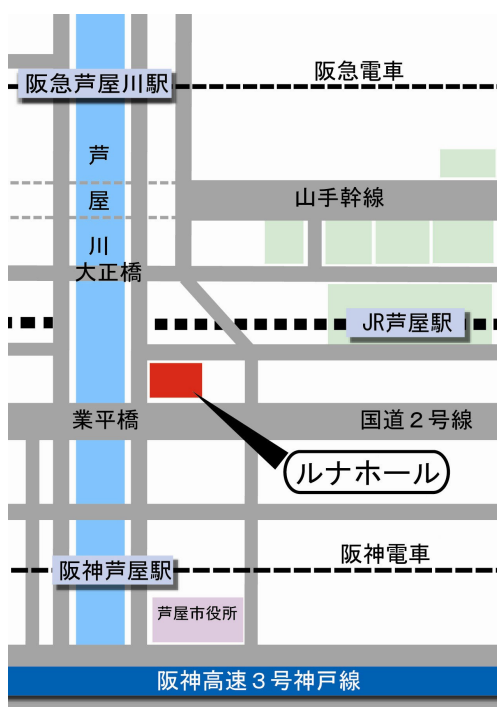 阪急電車
阪急芦屋川駅
芦
屋
川
山手幹線
大正橋
JR芦屋駅
業平橋
国道２号線
ルナホール
阪神電車
阪神芦屋駅
芦屋市役所
阪神高速３号神戸線